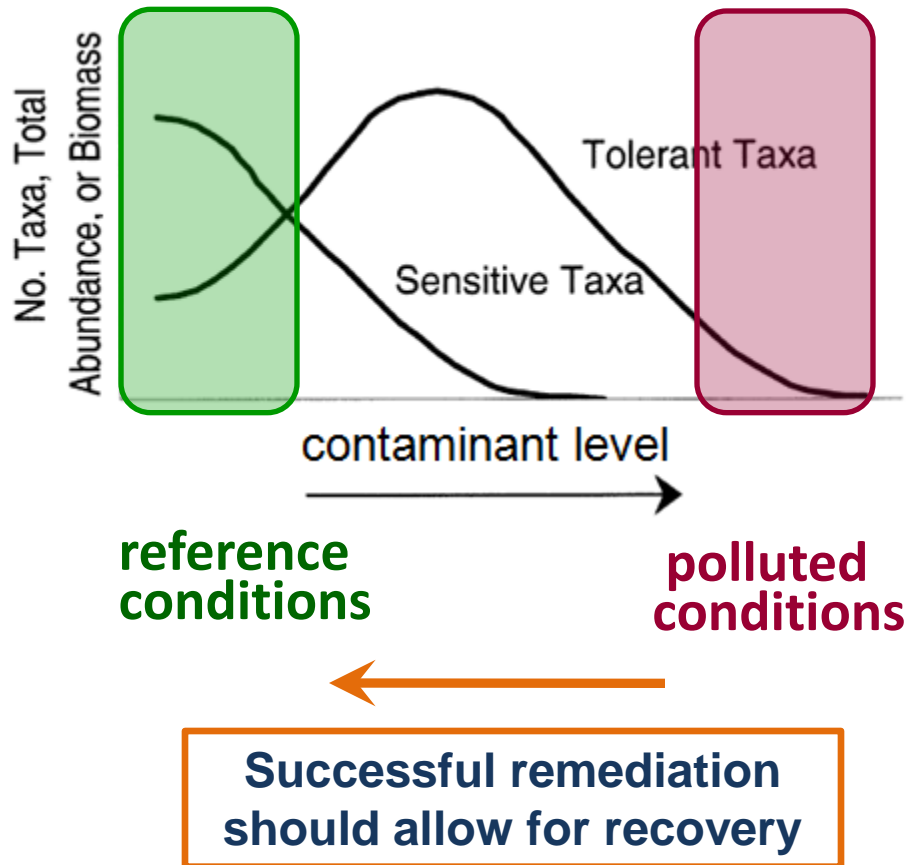 No. Taxa, Total
Abundance, or Biomass
Tolerant Taxa
Sensitive Taxa
contaminant level
reference
conditions
polluted
conditions
Successful remediation
should allow for recovery